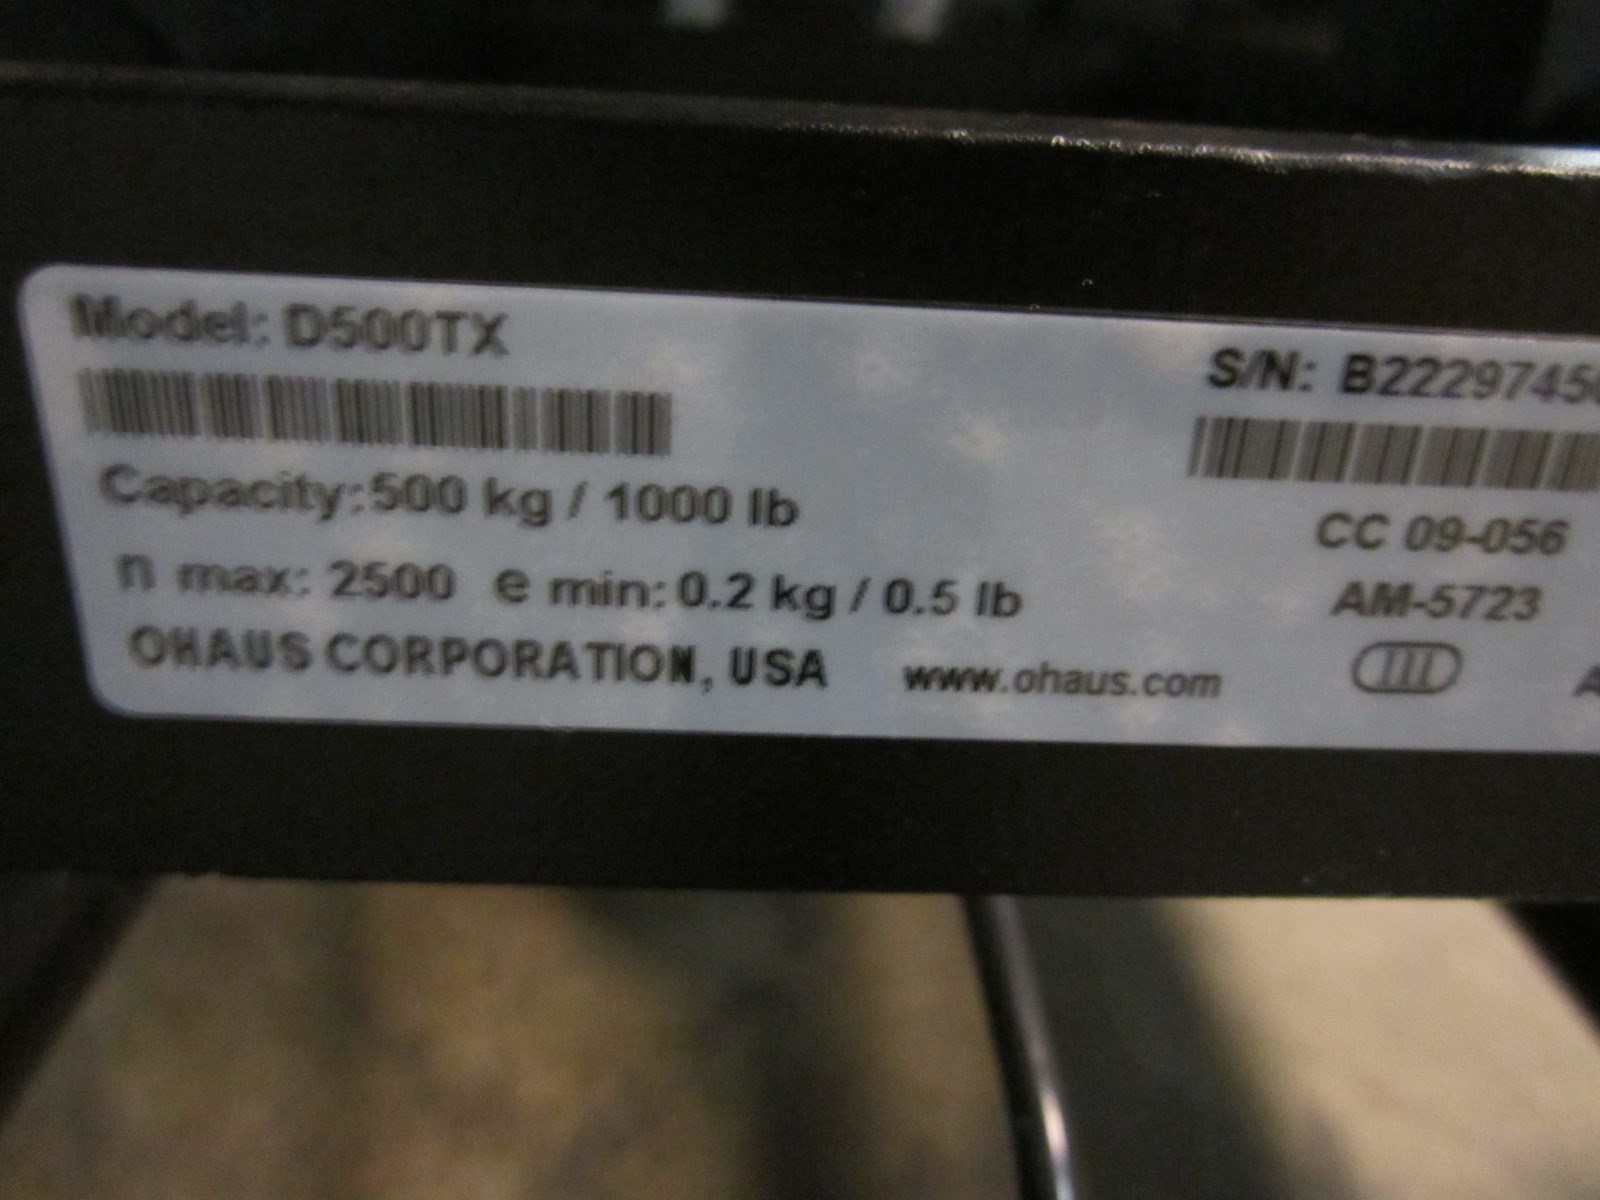 Model: D500TX
S/N: B22297456
Capacity:500 kg / 1000 lb
CC 09-056
n max: 2500 e min: 0.2 kg / 0.5 lb
AM-5723
OHAUS CORPORATION, USA www.ohaus.com
III